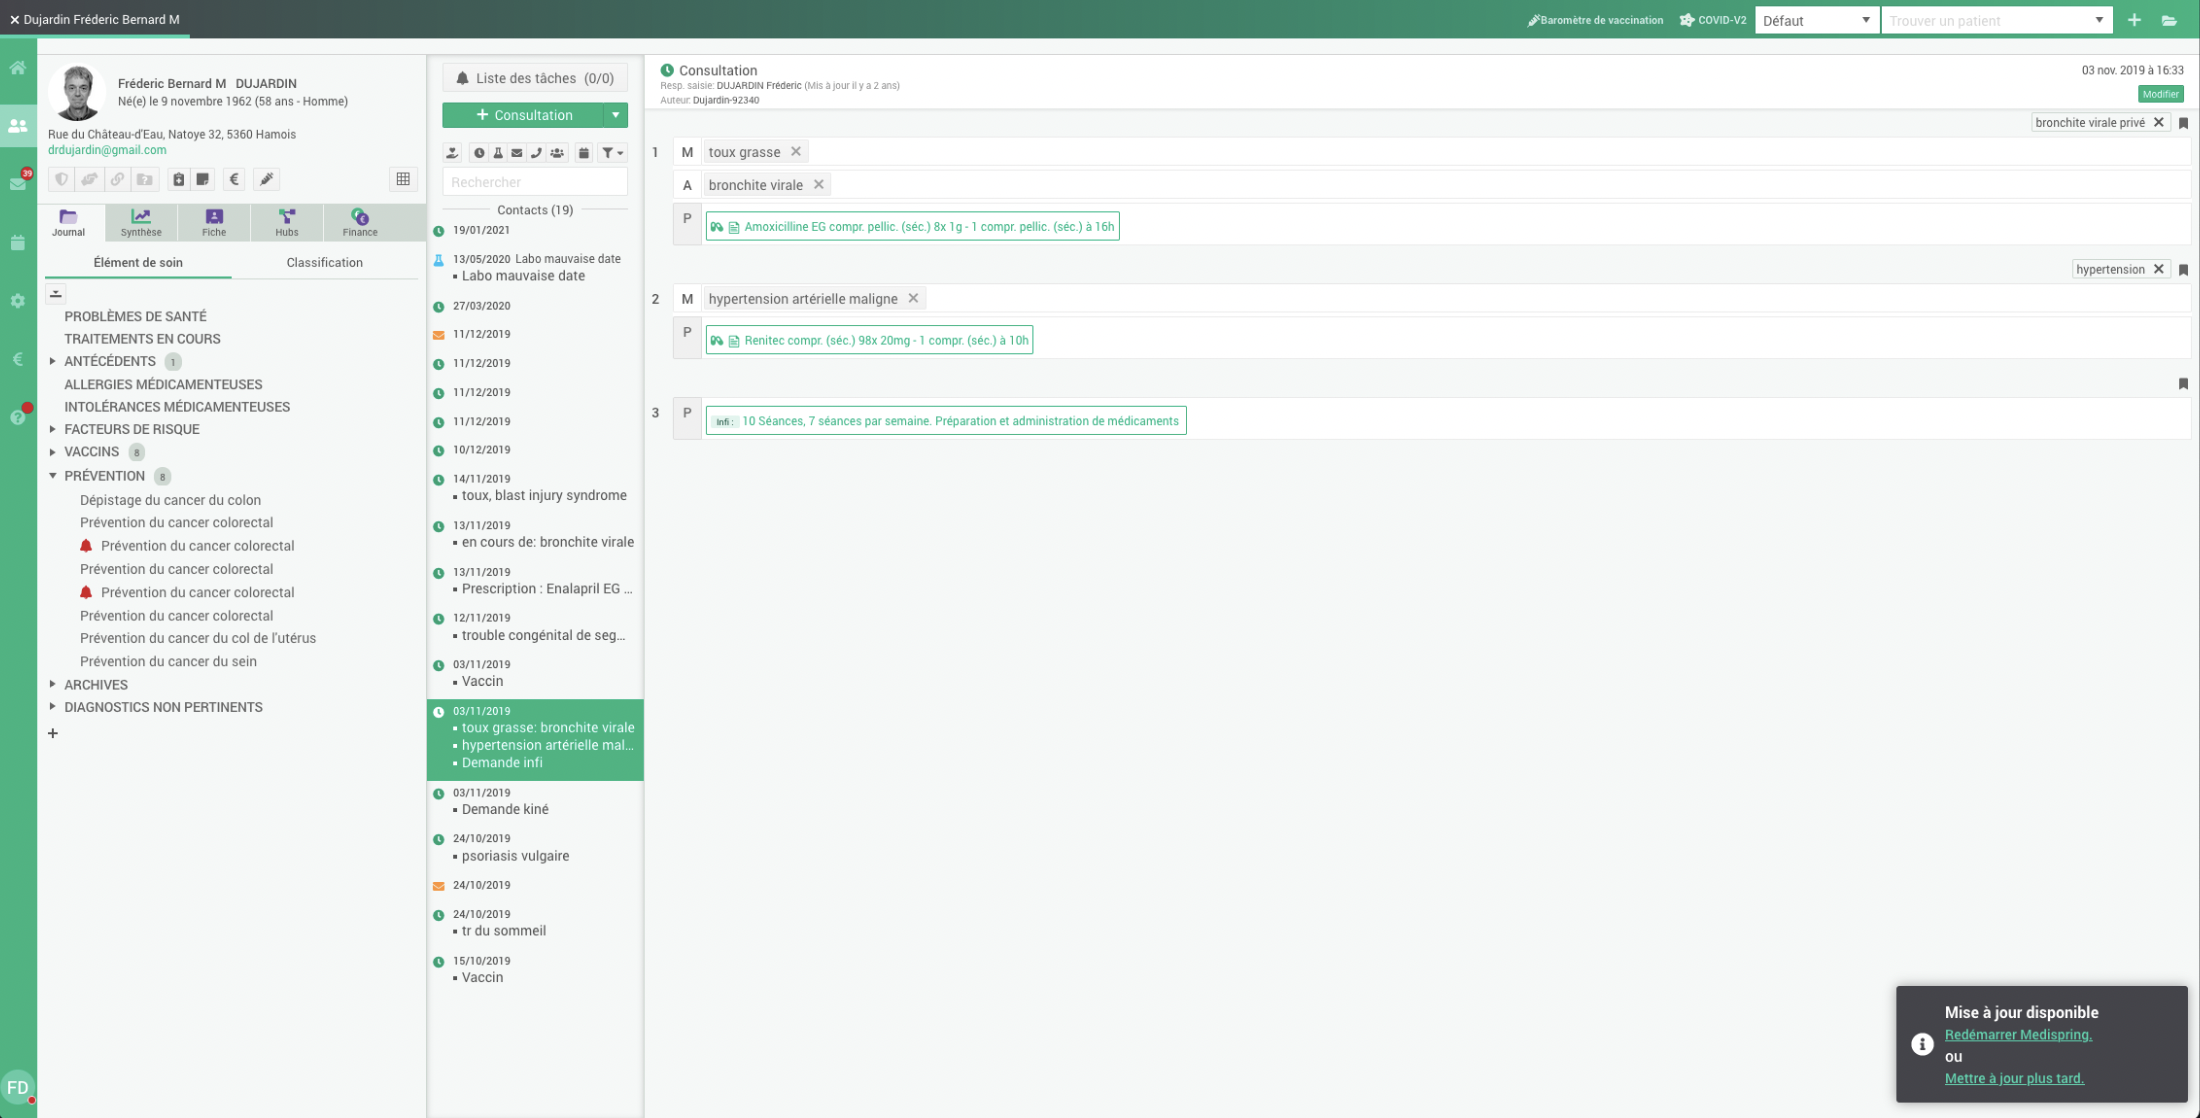 ✕ Dujardin Fréderic Bernard M
Baromètre de vaccination
COVID-V2
Défaut
Trouver un patient
39
FD
Fréderic Bernard M DUJARDIN
Né(e) le 9 novembre 1962 (58 ans - Homme)
Rue du Château-d'Eau, Natoye 32, 5360 Hamois
drdujardin@gmail.com
Journal
Synthèse
Fiche
Hubs
Finance
Élément de soin
Classification
PROBLÈMES DE SANTÉ
TRAITEMENTS EN COURS
ANTÉCÉDENTS 1
ALLERGIES MÉDICAMENTEUSES
INTOLÉRANCES MÉDICAMENTEUSES
FACTEURS DE RISQUE
VACCINS 8
PRÉVENTION 8
Dépistage du cancer du colon
Prévention du cancer colorectal
Prévention du cancer colorectal
Prévention du cancer colorectal
Prévention du cancer colorectal
Prévention du cancer colorectal
Prévention du cancer du col de l'utérus
Prévention du cancer du sein
ARCHIVES
DIAGNOSTICS NON PERTINENTS
+
Liste des tâches (0/0)
+ Consultation
Rechercher
Contacts (19)
19/01/2021
13/05/2020 Labo mauvaise date
▪ Labo mauvaise date
27/03/2020
11/12/2019
11/12/2019
11/12/2019
11/12/2019
10/12/2019
14/11/2019
▪ toux, blast injury syndrome
13/11/2019
▪ en cours de: bronchite virale
13/11/2019
▪ Prescription : Enalapril EG ...
12/11/2019
▪ trouble congénital de seg...
03/11/2019
▪ Vaccin
03/11/2019
▪ toux grasse: bronchite virale
▪ hypertension artérielle mal...
▪ Demande infi
03/11/2019
▪ Demande kiné
24/10/2019
▪ psoriasis vulgaire
24/10/2019
24/10/2019
▪ tr du sommeil
15/10/2019
▪ Vaccin
Consultation
Resp. saisie: DUJARDIN Fréderic (Mis à jour il y a 2 ans)
Auteur: Dujardin-92340
03 nov. 2019 à 16:33
Modifier
bronchite virale privé ✕
1 M toux grasse ✕
A bronchite virale ✕
P Amoxicilline EG compr. pellic. (séc.) 8x 1g - 1 compr. pellic. (séc.) à 16h
hypertension ✕
2 M hypertension artérielle maligne ✕
P Renitec compr. (séc.) 98x 20mg - 1 compr. (séc.) à 10h
3 P Infi : 10 Séances, 7 séances par semaine. Préparation et administration de médicaments
Mise à jour disponible
Redémarrer Medispring.
ou
Mettre à jour plus tard.